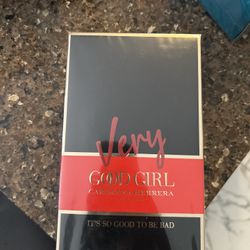 Very
GOOD GIRL
CAROLINA HERRERA
IT'S SO GOOD TO BE BAD